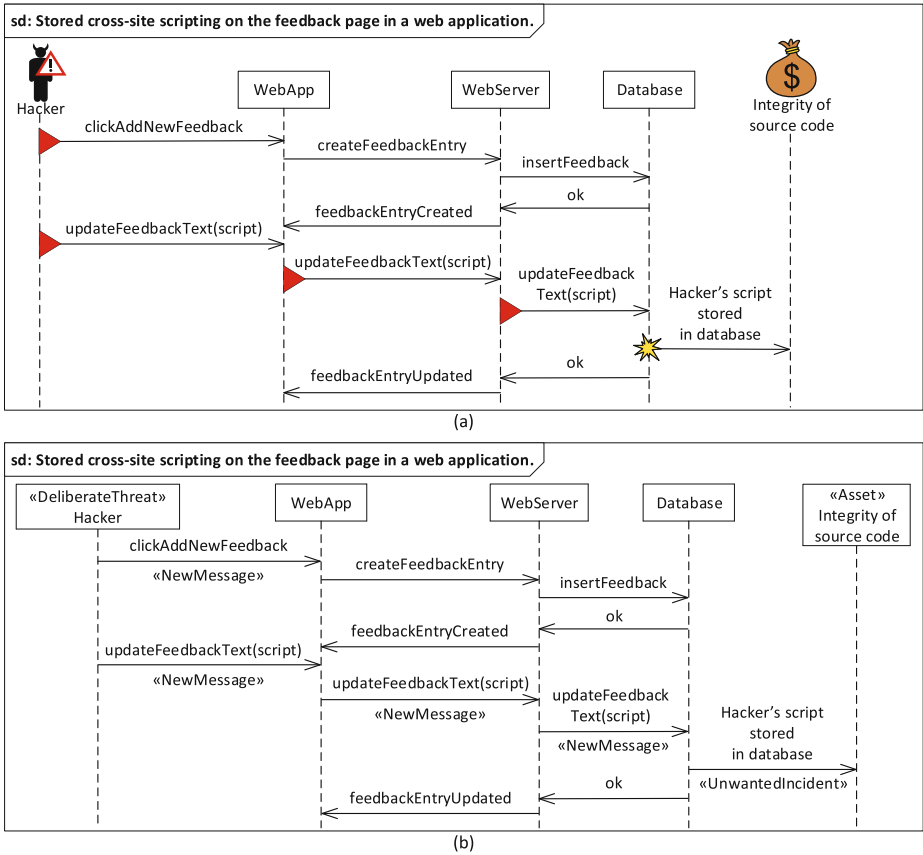 sd: Stored cross-site scripting on the feedback page in a web application.
Hacker
WebApp
WebServer
Database
$
Integrity of
source code
clickAddNewFeedback
createFeedbackEntry
insertFeedback
ok
feedbackEntryCreated
updateFeedbackText(script)
updateFeedbackText(script)
updateFeedback
Text(script)
Hacker's script
stored
in database
ok
feedbackEntryUpdated
(a)
sd: Stored cross-site scripting on the feedback page in a web application.
«DeliberateThreat»
Hacker
WebApp
WebServer
Database
«Asset»
Integrity of
source code
clickAddNewFeedback
«NewMessage»
createFeedbackEntry
insertFeedback
ok
feedbackEntryCreated
updateFeedbackText(script)
«NewMessage»
updateFeedbackText(script)
«NewMessage»
updateFeedback
Text(script)
«NewMessage»
Hacker's script
stored
in database
«UnwantedIncident»
ok
feedbackEntryUpdated
(b)